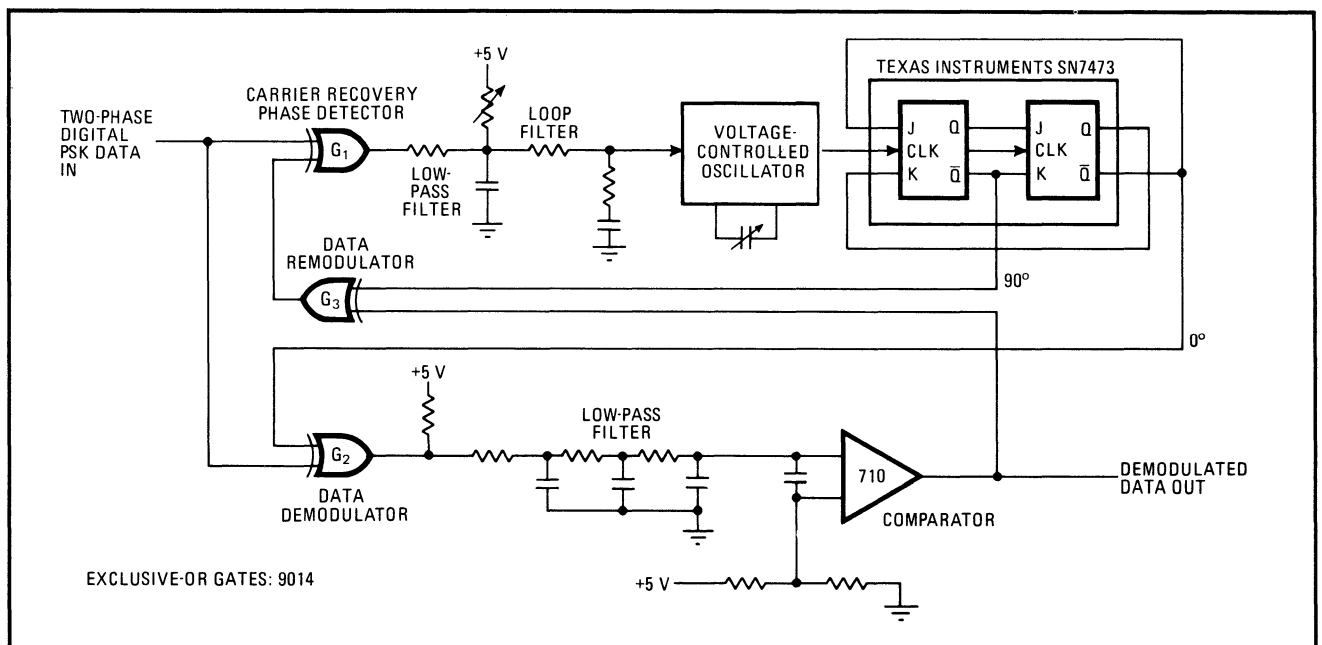 TEXAS INSTRUMENTS SN7473
+5 V
CARRIER RECOVERY
PHASE DETECTOR
TWO-PHASE
DIGITAL
PSK DATA
IN
G1
LOW-
PASS
FILTER
LOOP
FILTER
VOLTAGE-
CONTROLLED
OSCILLATOR
J Q
CLK
K Q̅
J Q
CLK
K Q̅
DATA
REMODULATOR
G3
90°
0°
+5 V
LOW-PASS
FILTER
G2
DATA
DEMODULATOR
710
COMPARATOR
DEMODULATED
DATA OUT
+5 V
EXCLUSIVE-OR GATES: 9014